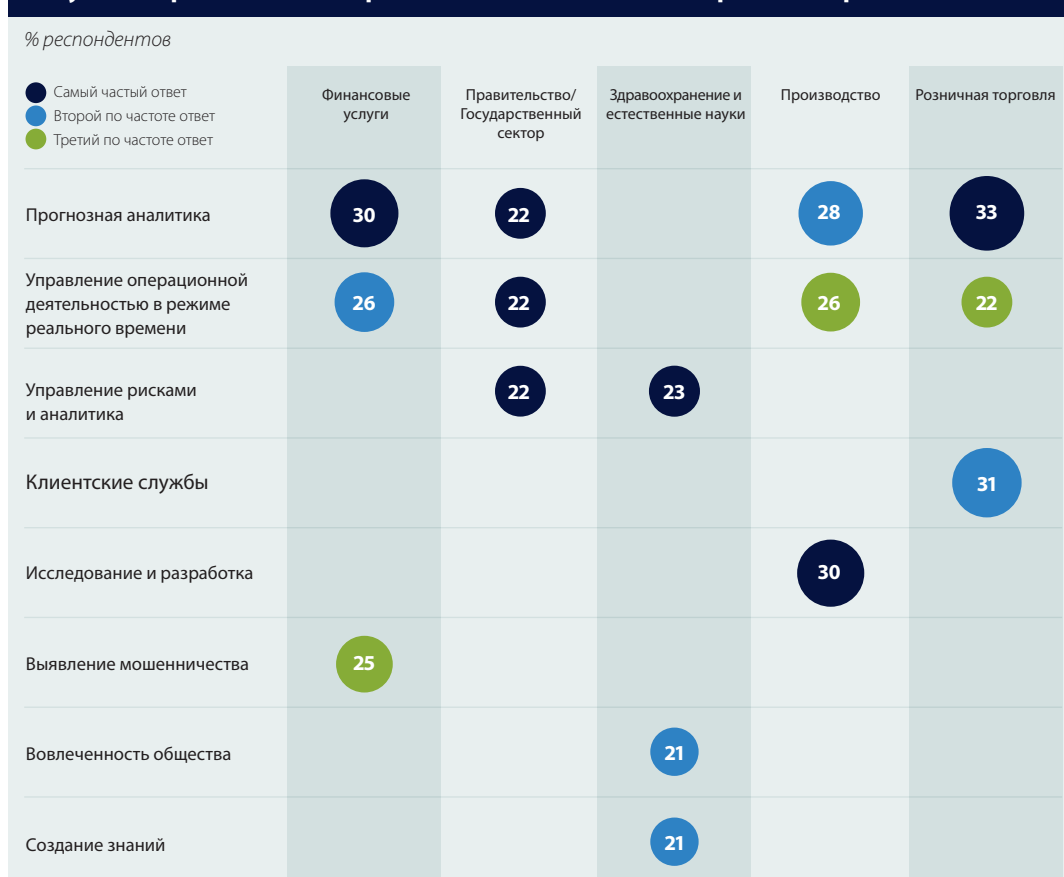 % респондентов
Самый частый ответ
Второй по частоте ответ
Третий по частоте ответ
Финансовые
услуги
Правительство/
Государственный
сектор
Здравоохранение и
естественные науки
Производство
Розничная торговля
Прогнозная аналитика
30
22
28
33
Управление операционной
деятельностью в режиме
реального времени
26
22
26
22
Управление рисками
и аналитика
22
23
Клиентские службы
31
Исследование и разработка
30
Выявление мошенничества
25
Вовлеченность общества
21
Создание знаний
21